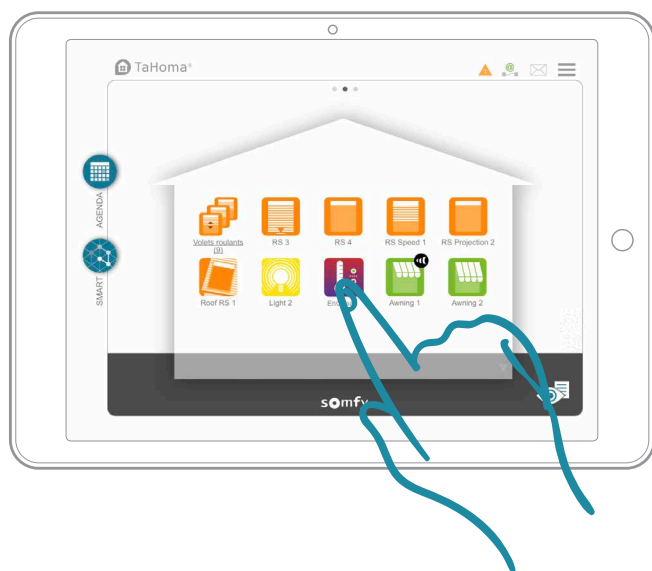 TaHoma®
AGENDA
SMART
Volets roulants
(9)
RS 3
RS 4
RS Speed 1
RS Projection 2
Roof RS 1
Light 2
Awning 1
Awning 2
somfy